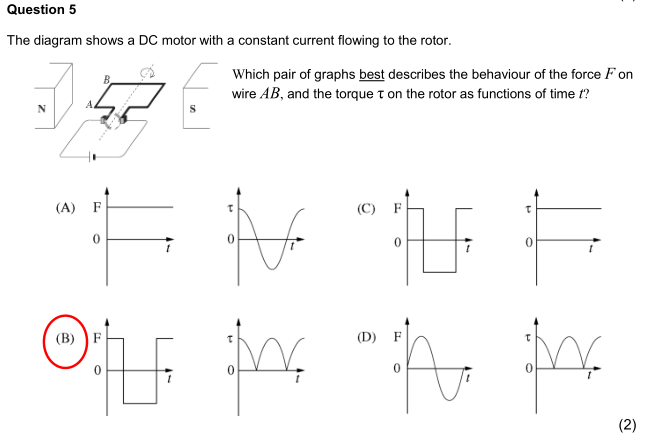 Question 5
The diagram shows a DC motor with a constant current flowing to the rotor.
Which pair of graphs best describes the behaviour of the force F on
wire AB, and the torque τ on the rotor as functions of time t?
N
B
A
S
(A) F 0 t τ 0 t
(C) F 0 t τ 0 t
(B) F 0 t τ 0 t
(D) F 0 t τ 0 t
(2)